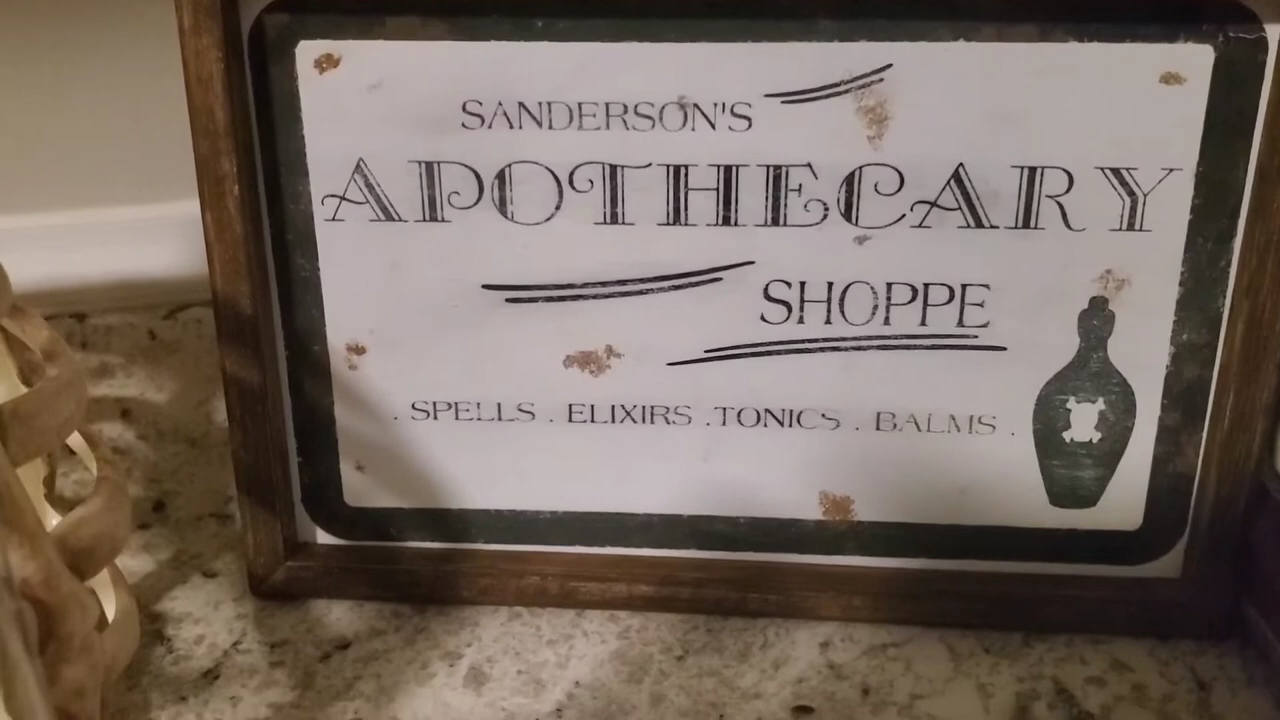 SANDERSON'S
APOTHECARY
SHOPPE
. SPELLS . ELIXIRS . TONICS . BALMS .